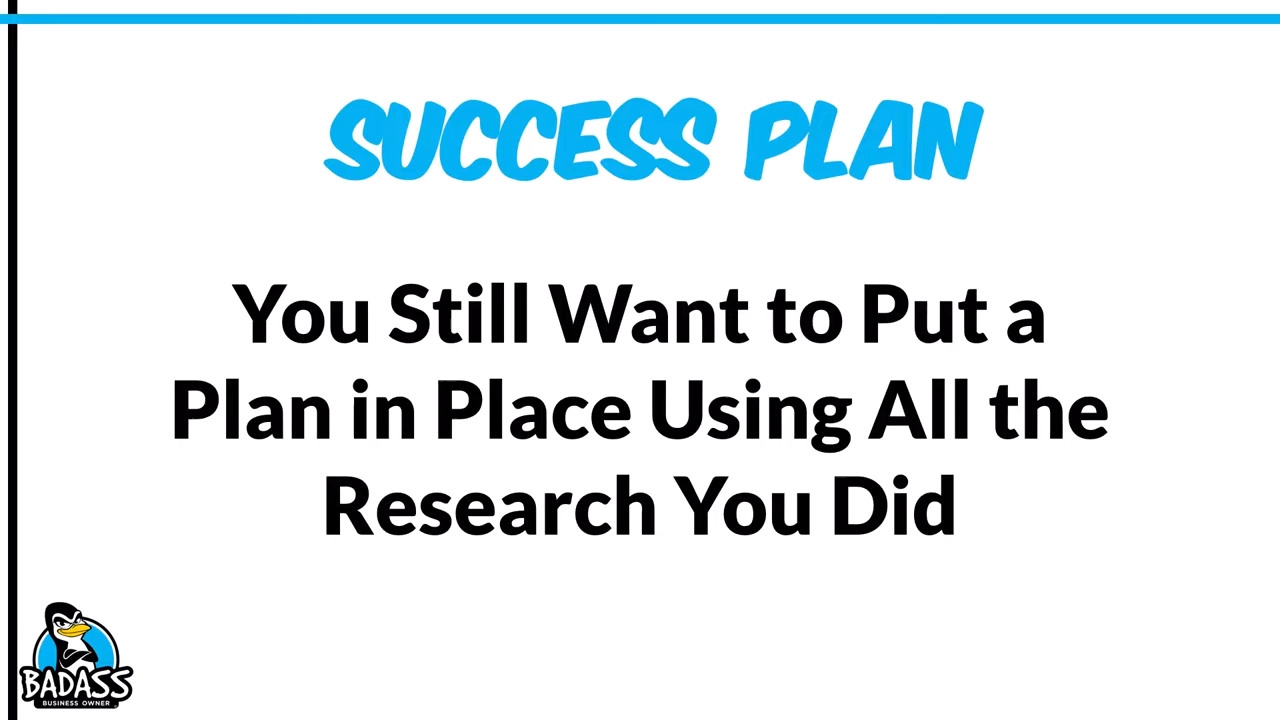 SUCCESS PLAN
You Still Want to Put a
Plan in Place Using All the
Research You Did
BADASS
BUSINESS OWNER